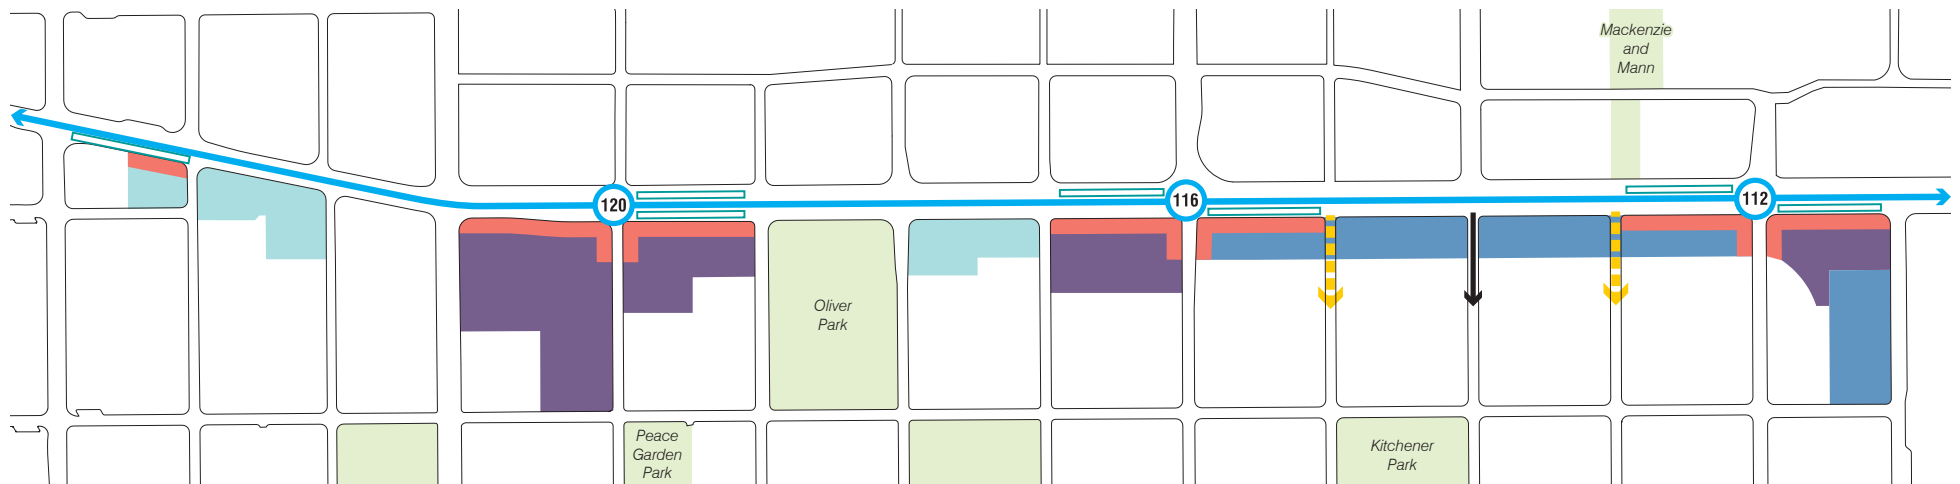 Mackenzie
and
Mann
120
116
112
Oliver
Park
Peace
Garden
Park
Kitchener
Park